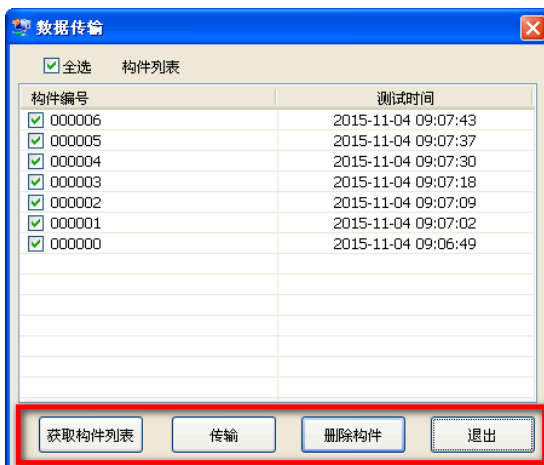 数据传输
全选 构件列表
构件编号 测试时间
000006 2015-11-04 09:07:43
000005 2015-11-04 09:07:37
000004 2015-11-04 09:07:30
000003 2015-11-04 09:07:18
000002 2015-11-04 09:07:09
000001 2015-11-04 09:07:02
000000 2015-11-04 09:06:49
获取构件列表 传输 删除构件 退出